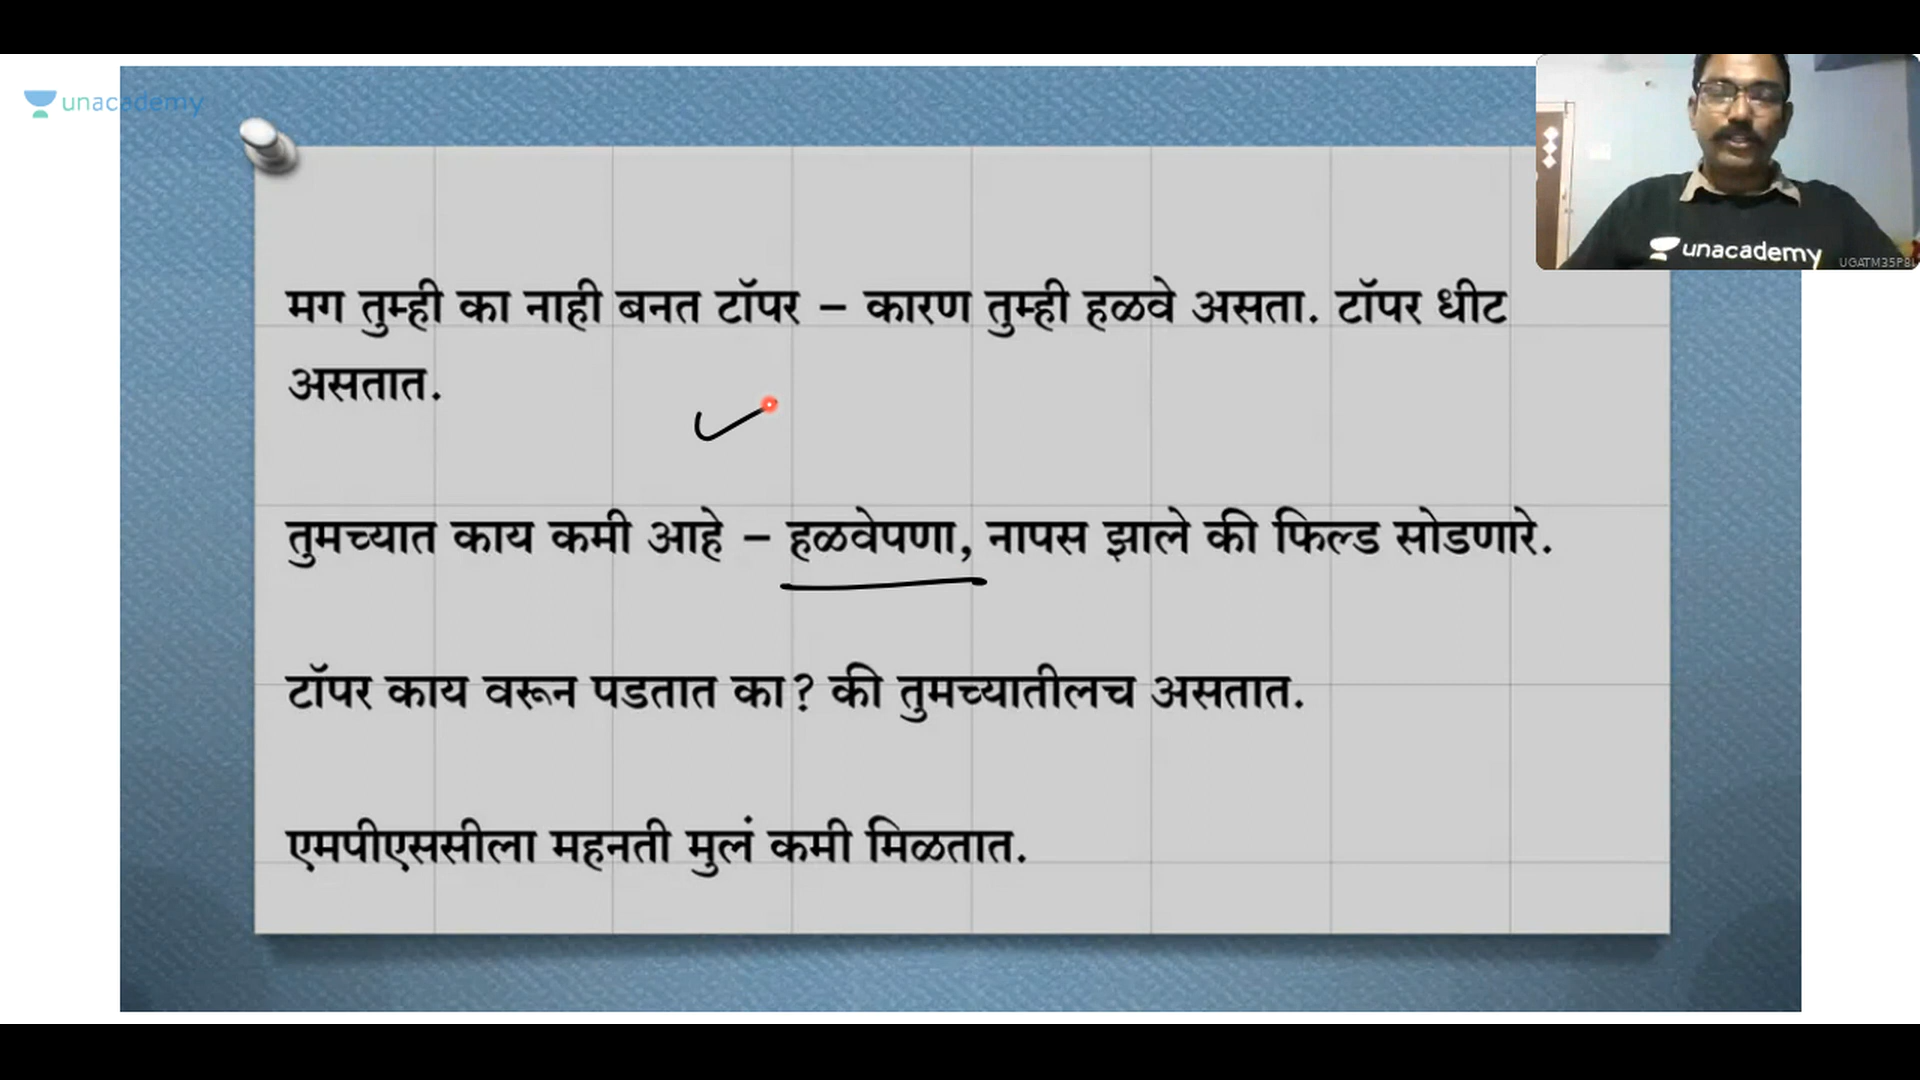 unacademy
unacademy
UGATM35P8
मग तुम्ही का नाही बनत टॉपर – कारण तुम्ही हळवे असता. टॉपर धीट
असतात.
तुमच्यात काय कमी आहे – हळवेपणा, नापस झाले की फिल्ड सोडणारे.
टॉपर काय वरून पडतात का? की तुमच्यातीलच असतात.
एमपीएससीला महनती मुलं कमी मिळतात.